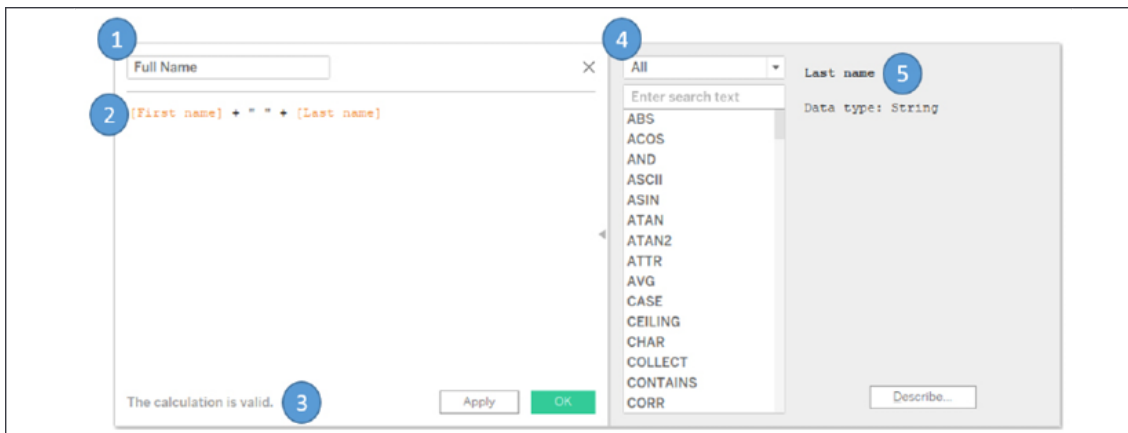 1
Full Name
×
2
[First name] + " " + [Last name]
The calculation is valid.
3
Apply
OK
4
All
Enter search text
ABS
ACOS
AND
ASCII
ASIN
ATAN
ATAN2
ATTR
AVG
CASE
CEILING
CHAR
COLLECT
CONTAINS
CORR
Last name
5
Data type: String
Describe...